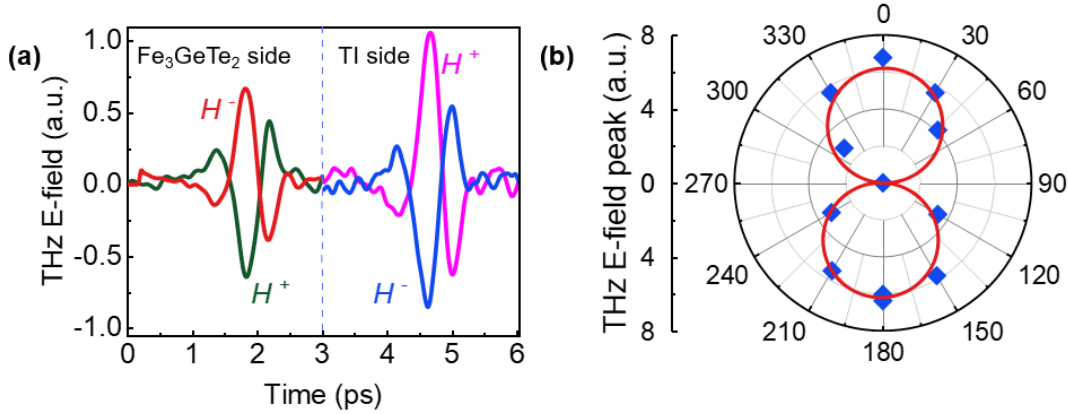 (a)
Fe₃GeTe₂ side
TI side
H⁻
H⁺
H⁺
H⁻
THz E-field (a.u.)
1.0
0.5
0.0
-0.5
-1.0
0 1 2 3 4 5 6
Time (ps)
(b)
THz E-field peak (a.u.)
8
4
0
4
8
0
30
60
90
120
150
180
210
240
270
300
330